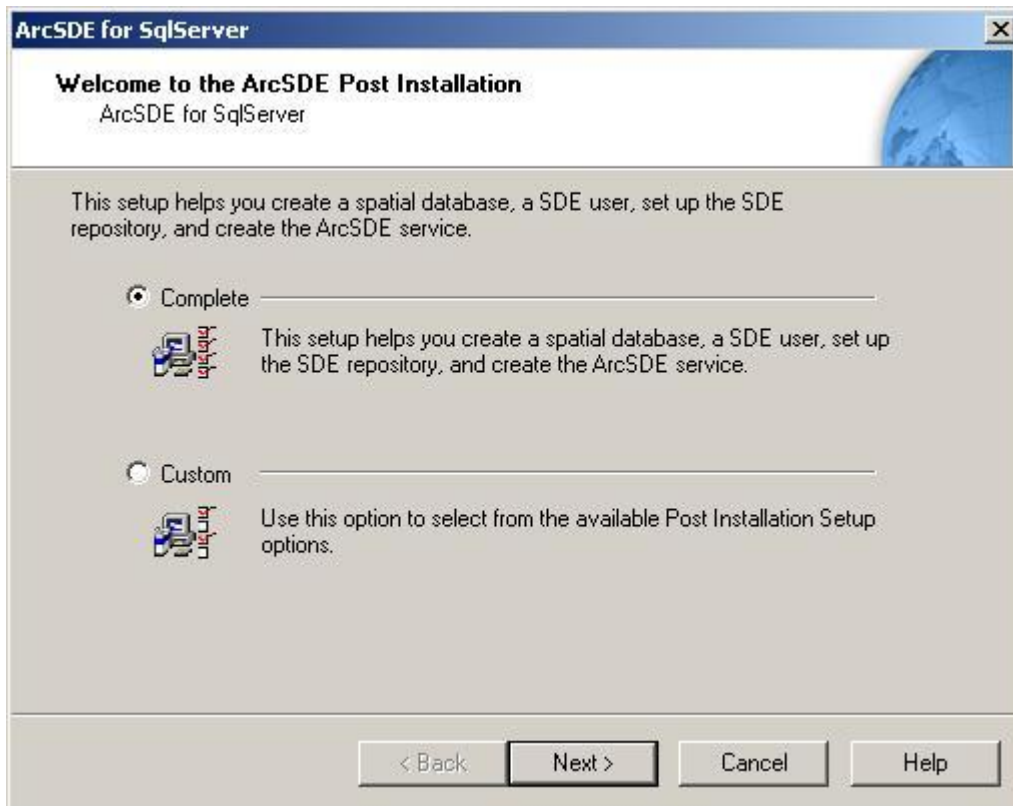 ArcSDE for SqlServer
Welcome to the ArcSDE Post Installation
ArcSDE for SqlServer
This setup helps you create a spatial database, a SDE user, set up the SDE
repository, and create the ArcSDE service.
Complete
This setup helps you create a spatial database, a SDE user, set up
the SDE repository, and create the ArcSDE service.
Custom
Use this option to select from the available Post Installation Setup
options.
< Back
Next >
Cancel
Help